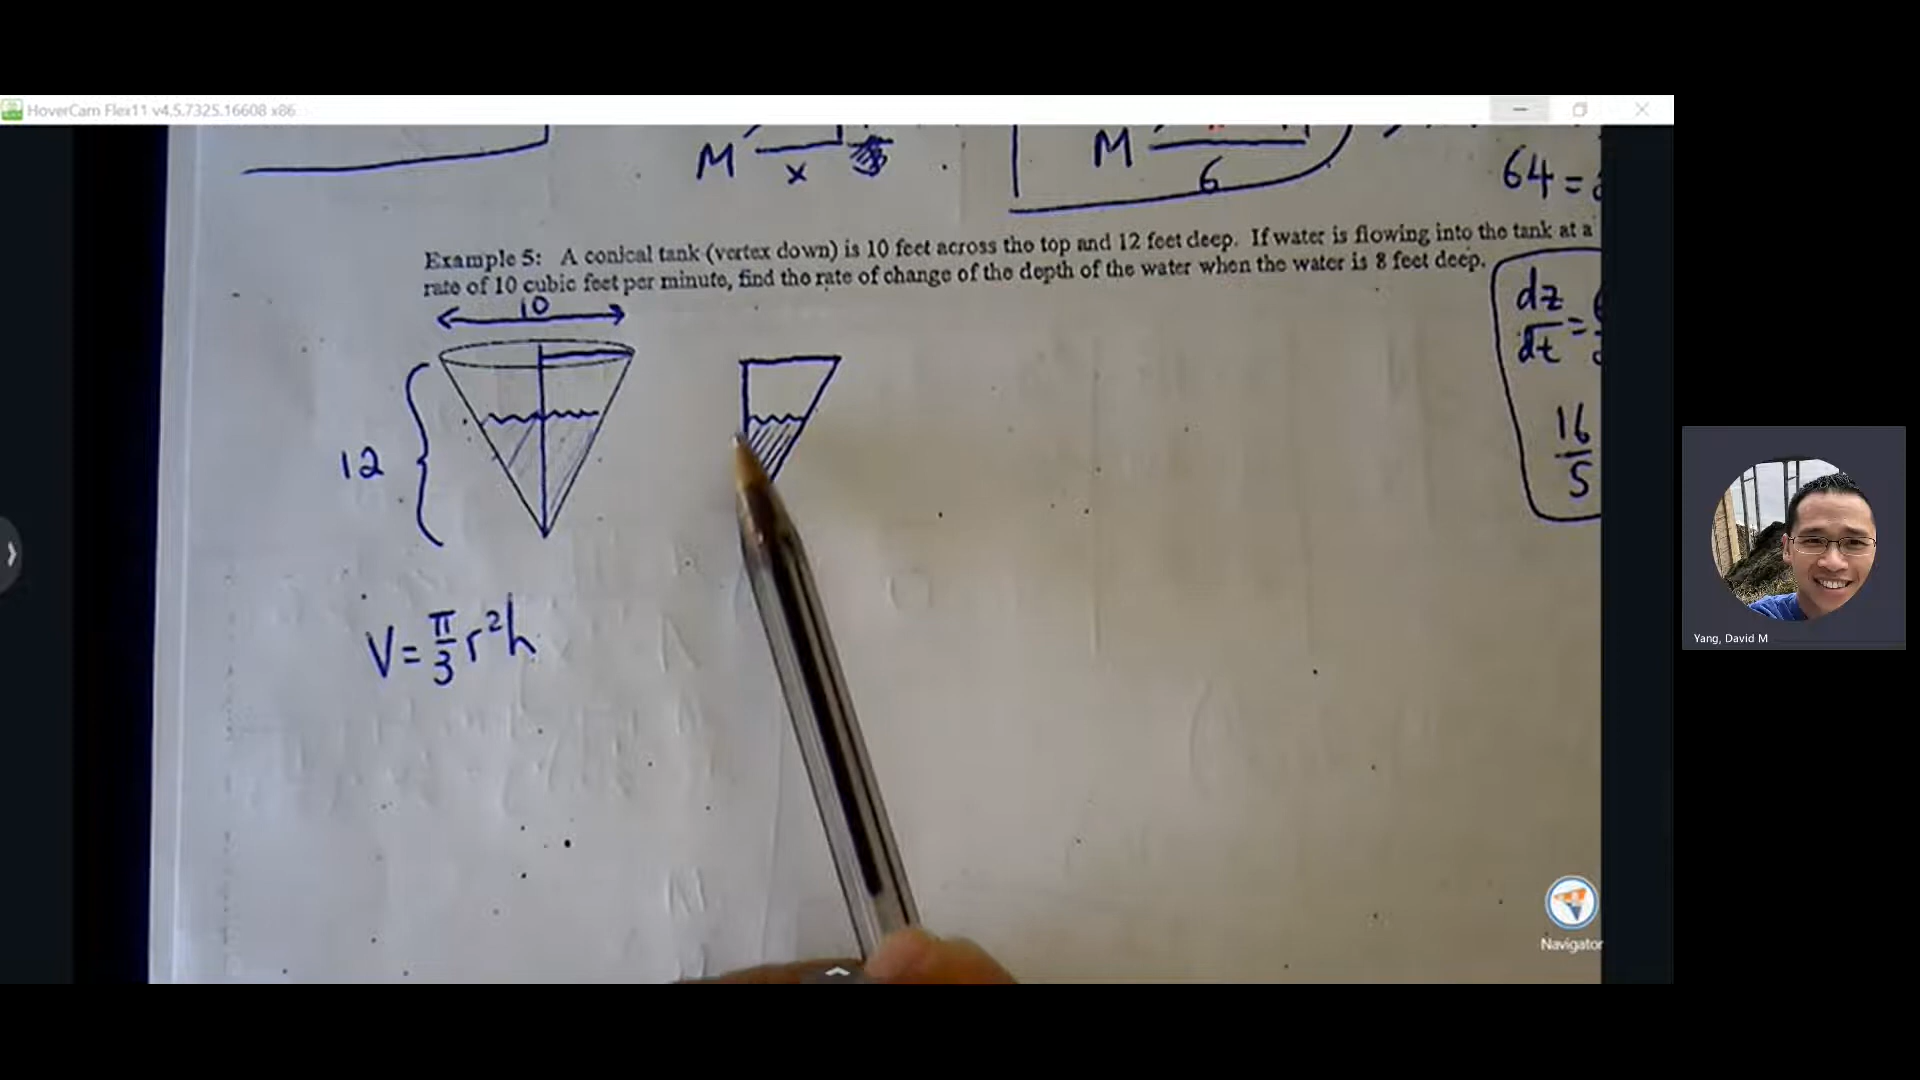 HoverCam Flex11 v4.5.7325.16608 x86
M x
M 6
64 =
Example 5: A conical tank (vertex down) is 10 feet across the top and 12 feet deep. If water is flowing into the tank at a
rate of 10 cubic feet per minute, find the rate of change of the depth of the water when the water is 8 feet deep.
10
12
dz/dt =
16/5
V = π/3 r²h
Yang, David M
Navigator